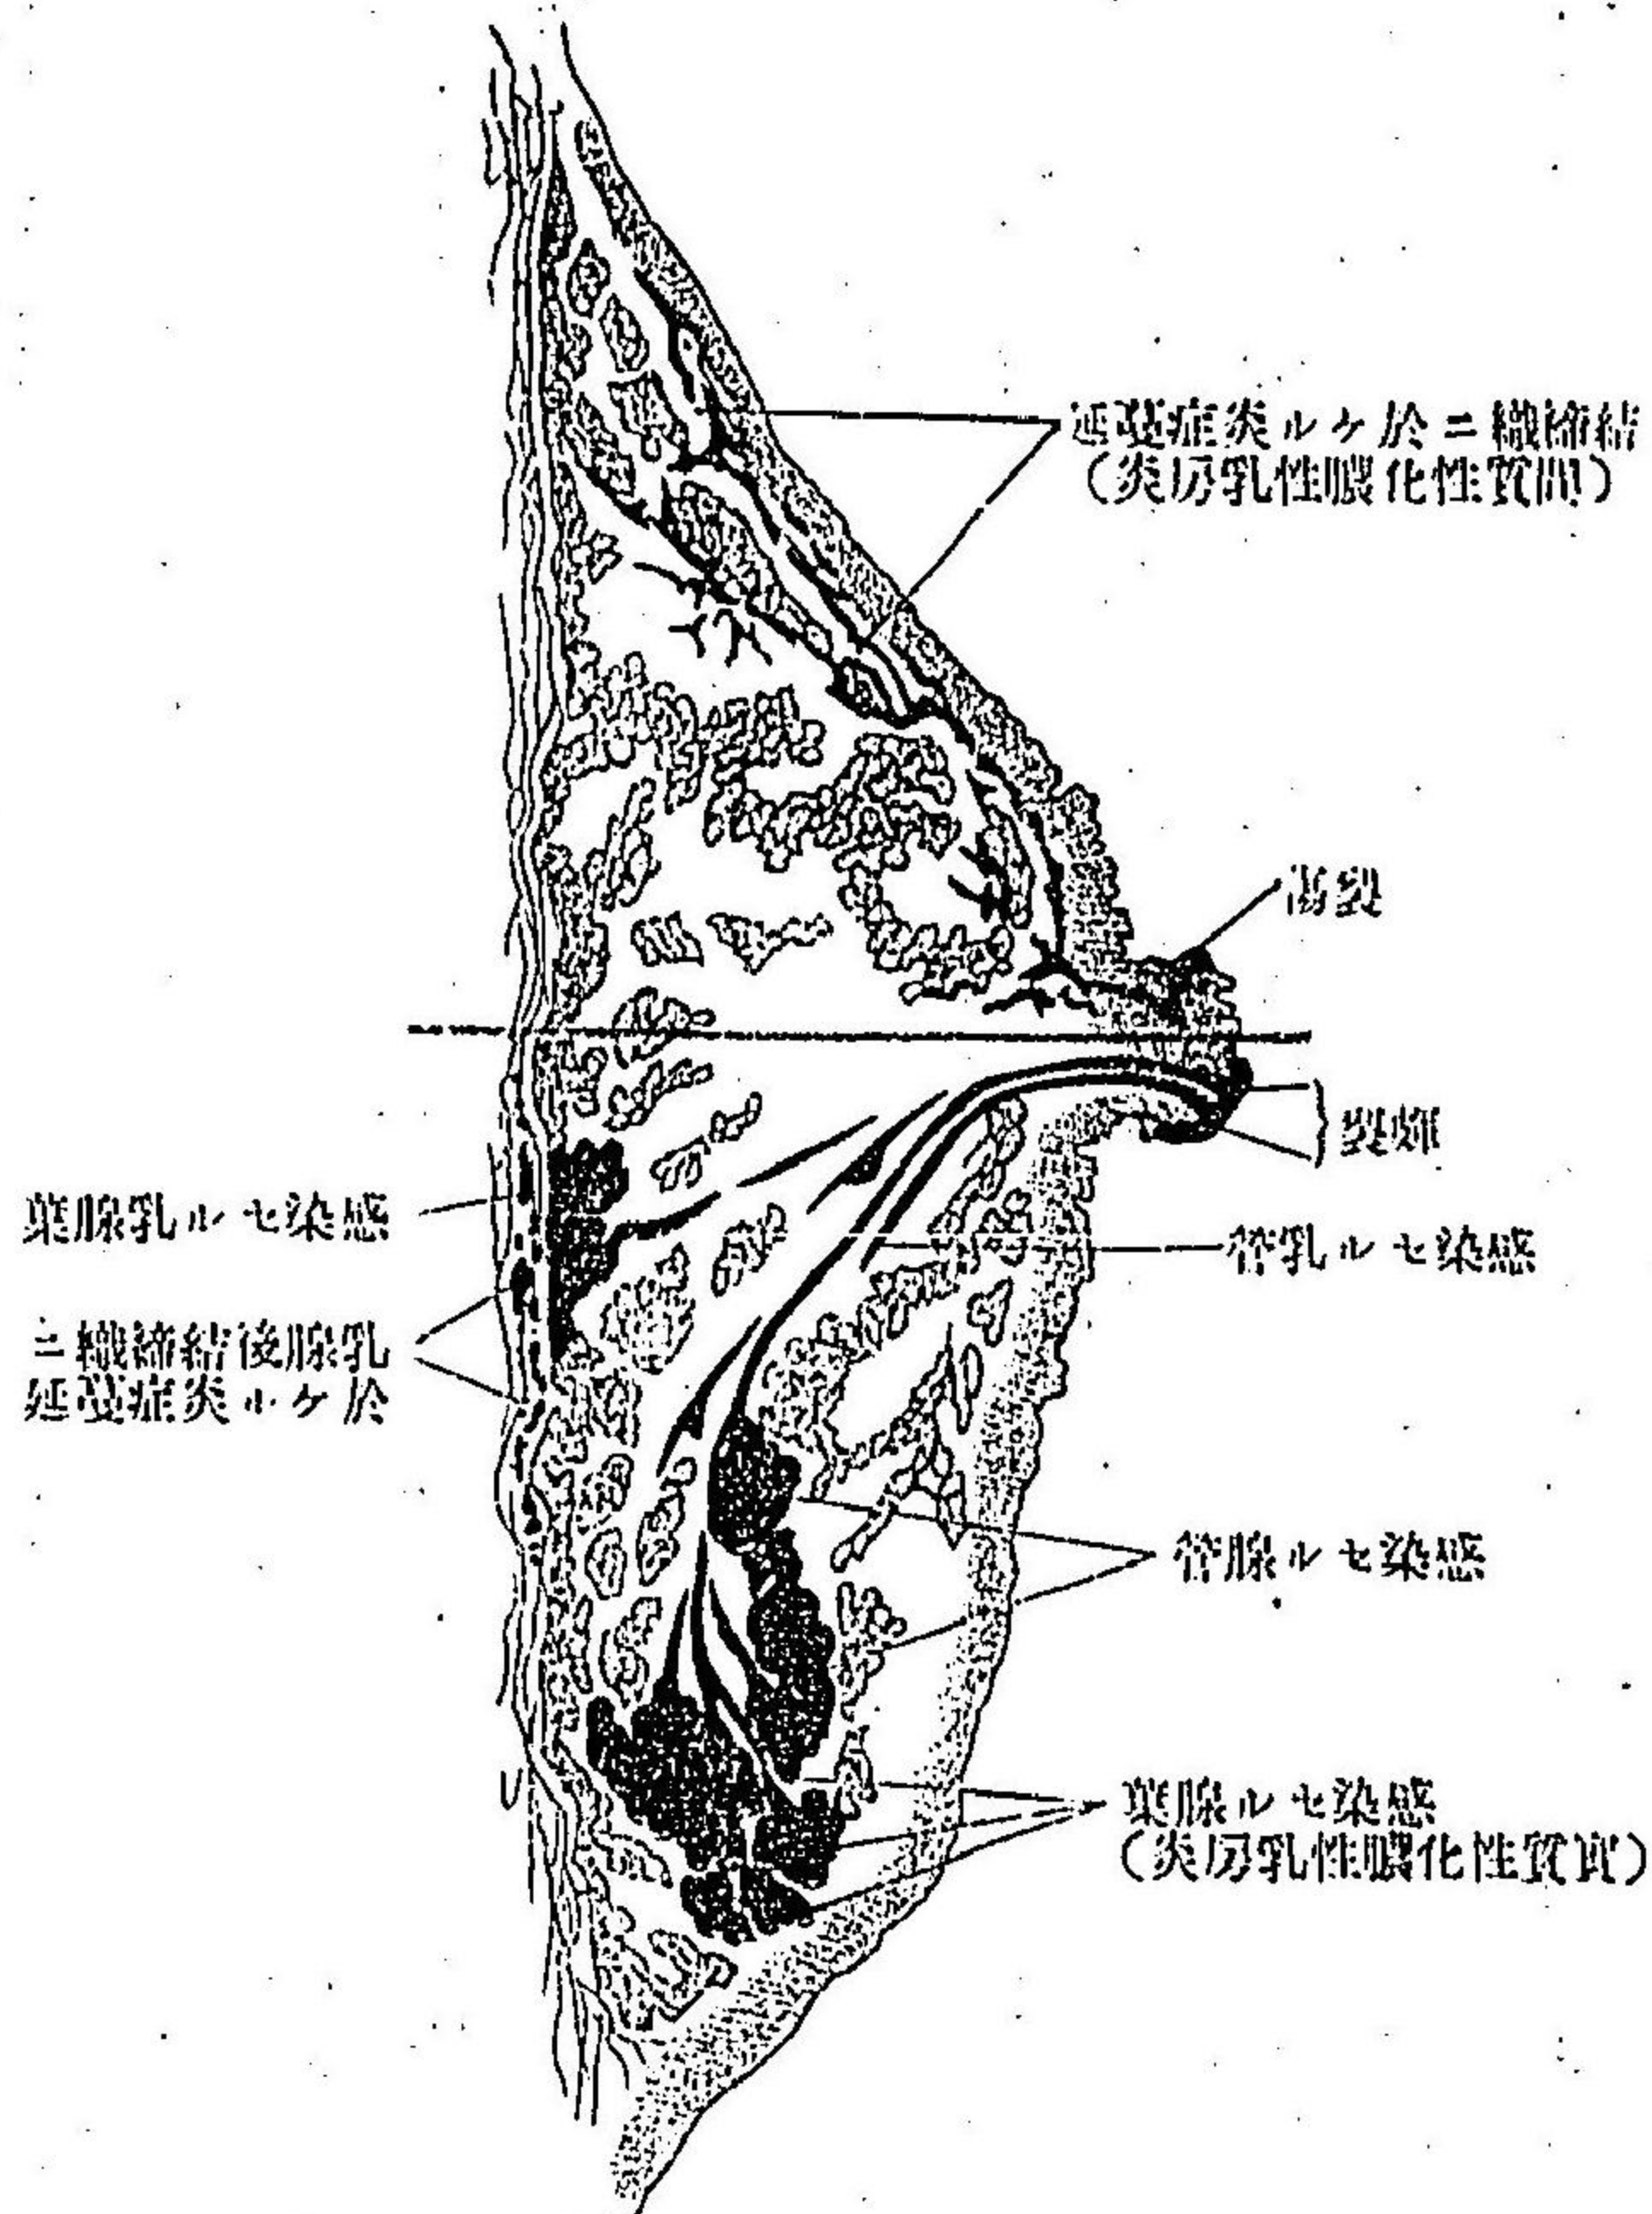 結締織ニ於ケル炎症蔓延
(間質性化膿性乳房炎)
裂傷
皹裂
感染セル乳腺葉
感染セル乳管
乳腺後結締織ニ
於ケル炎症蔓延
感染セル腺管
感染セル腺葉
(實質性化膿性乳房炎)